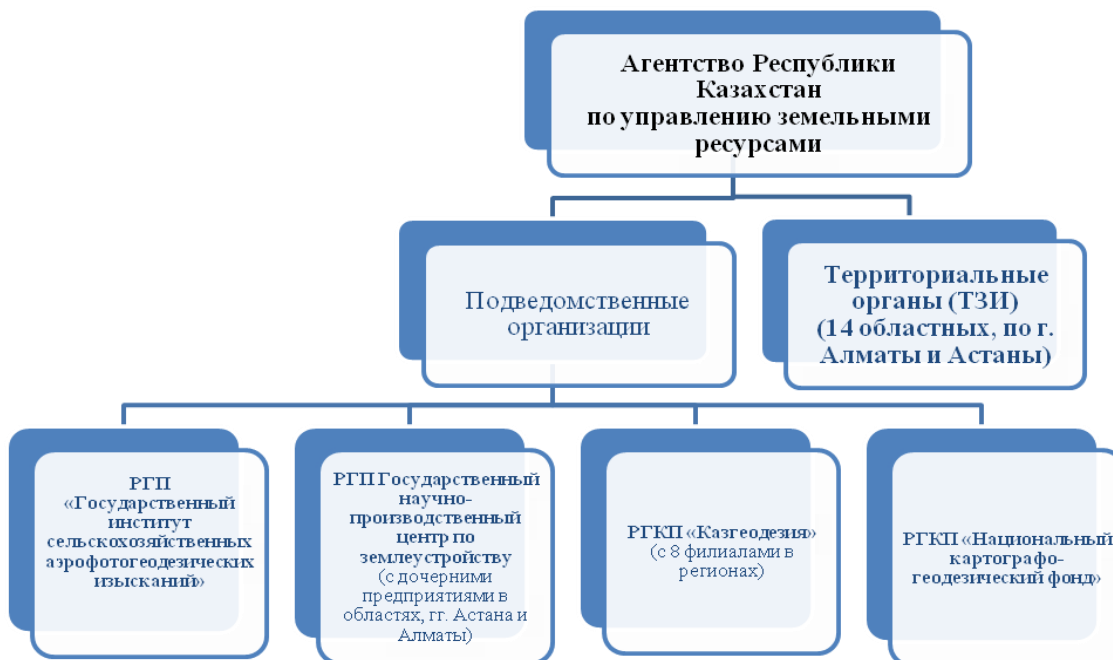 Агентство Республики
Казахстан
по управлению земельными
ресурсами
Подведомственные
организации
Территориальные
органы (ТЗИ)
(14 областных, по г.
Алматы и Астаны)
РГП
«Государственный
институт
сельскохозяйственных
аэрофотогеодезических
изысканий»
РГП Государственный
научно-
производственный
центр по
землеустройству
(с дочерними
предприятиями в
областях, гг. Астана и
Алматы)
РГКП «Казгеодезия»
(с 8 филиалами в
регионах)
РГКП «Национальный
картографо-
геодезический фонд»